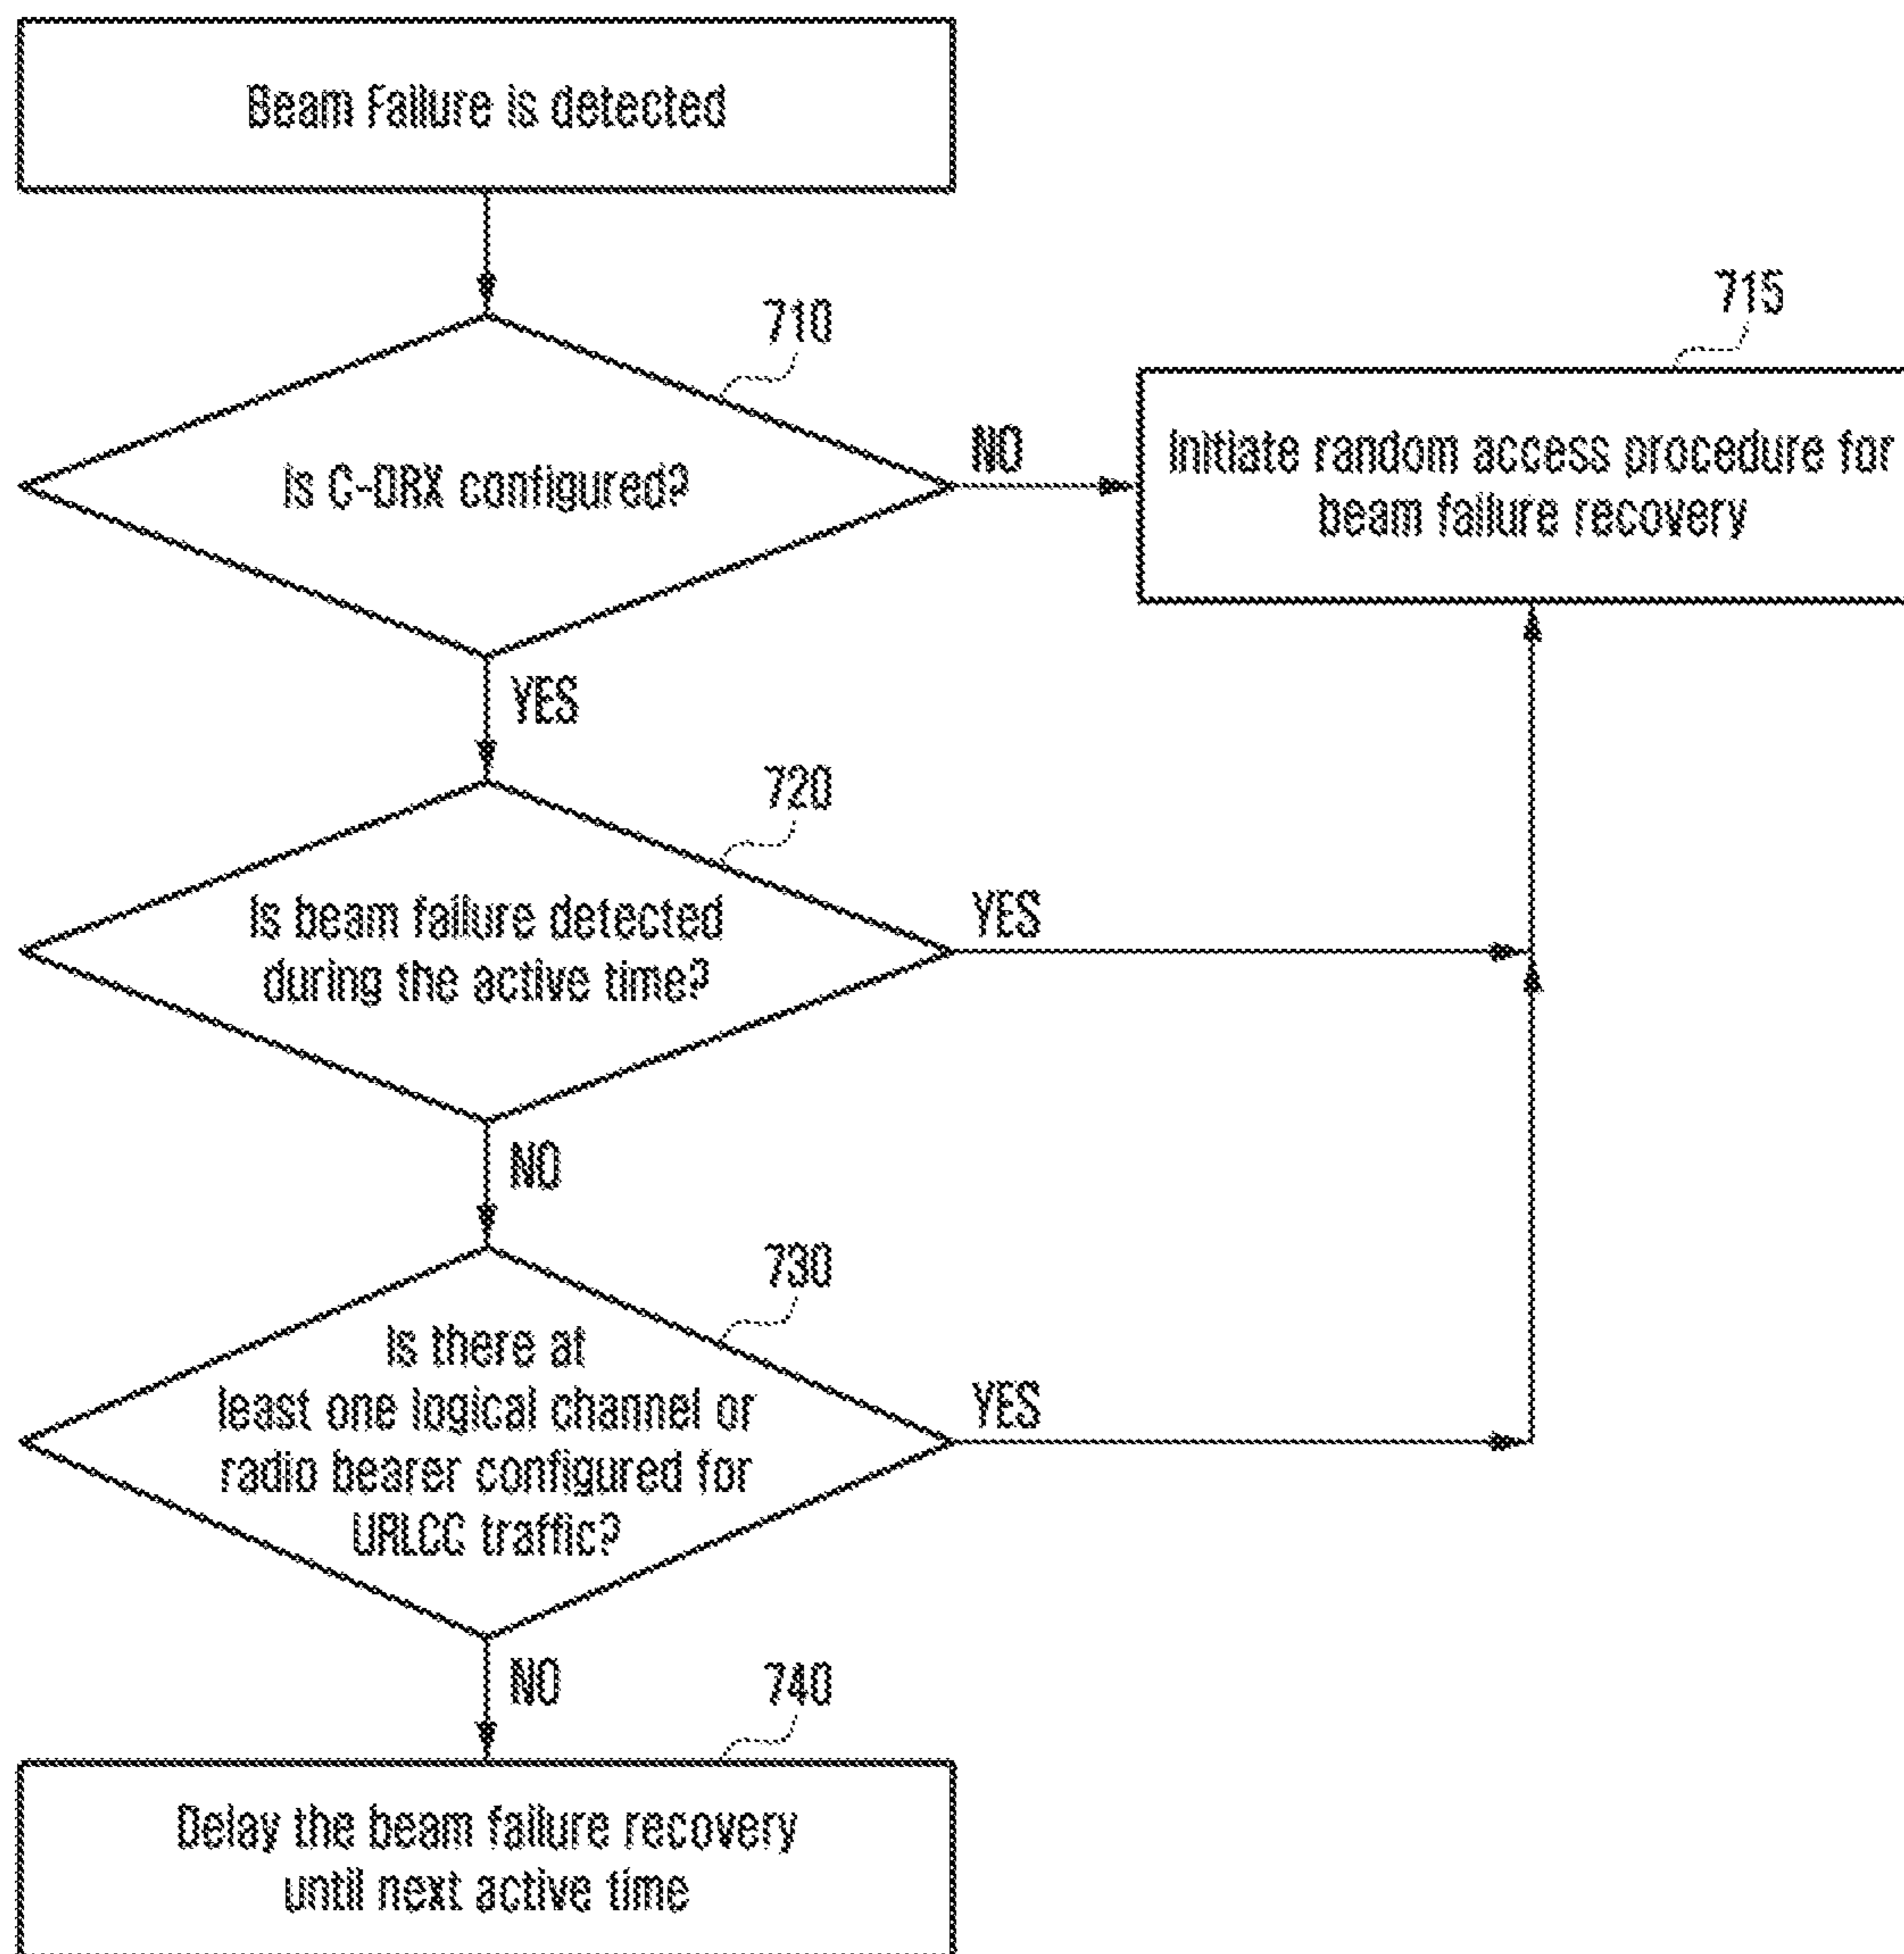 Beam Failure is detected
710
Is C-DRX configured?
NO
715
Initiate random access procedure for
beam failure recovery
YES
720
Is beam failure detected
during the active time?
YES
NO
730
Is there at
least one logical channel or
radio bearer configured for
URLCC traffic?
YES
NO
740
Delay the beam failure recovery
until next active time